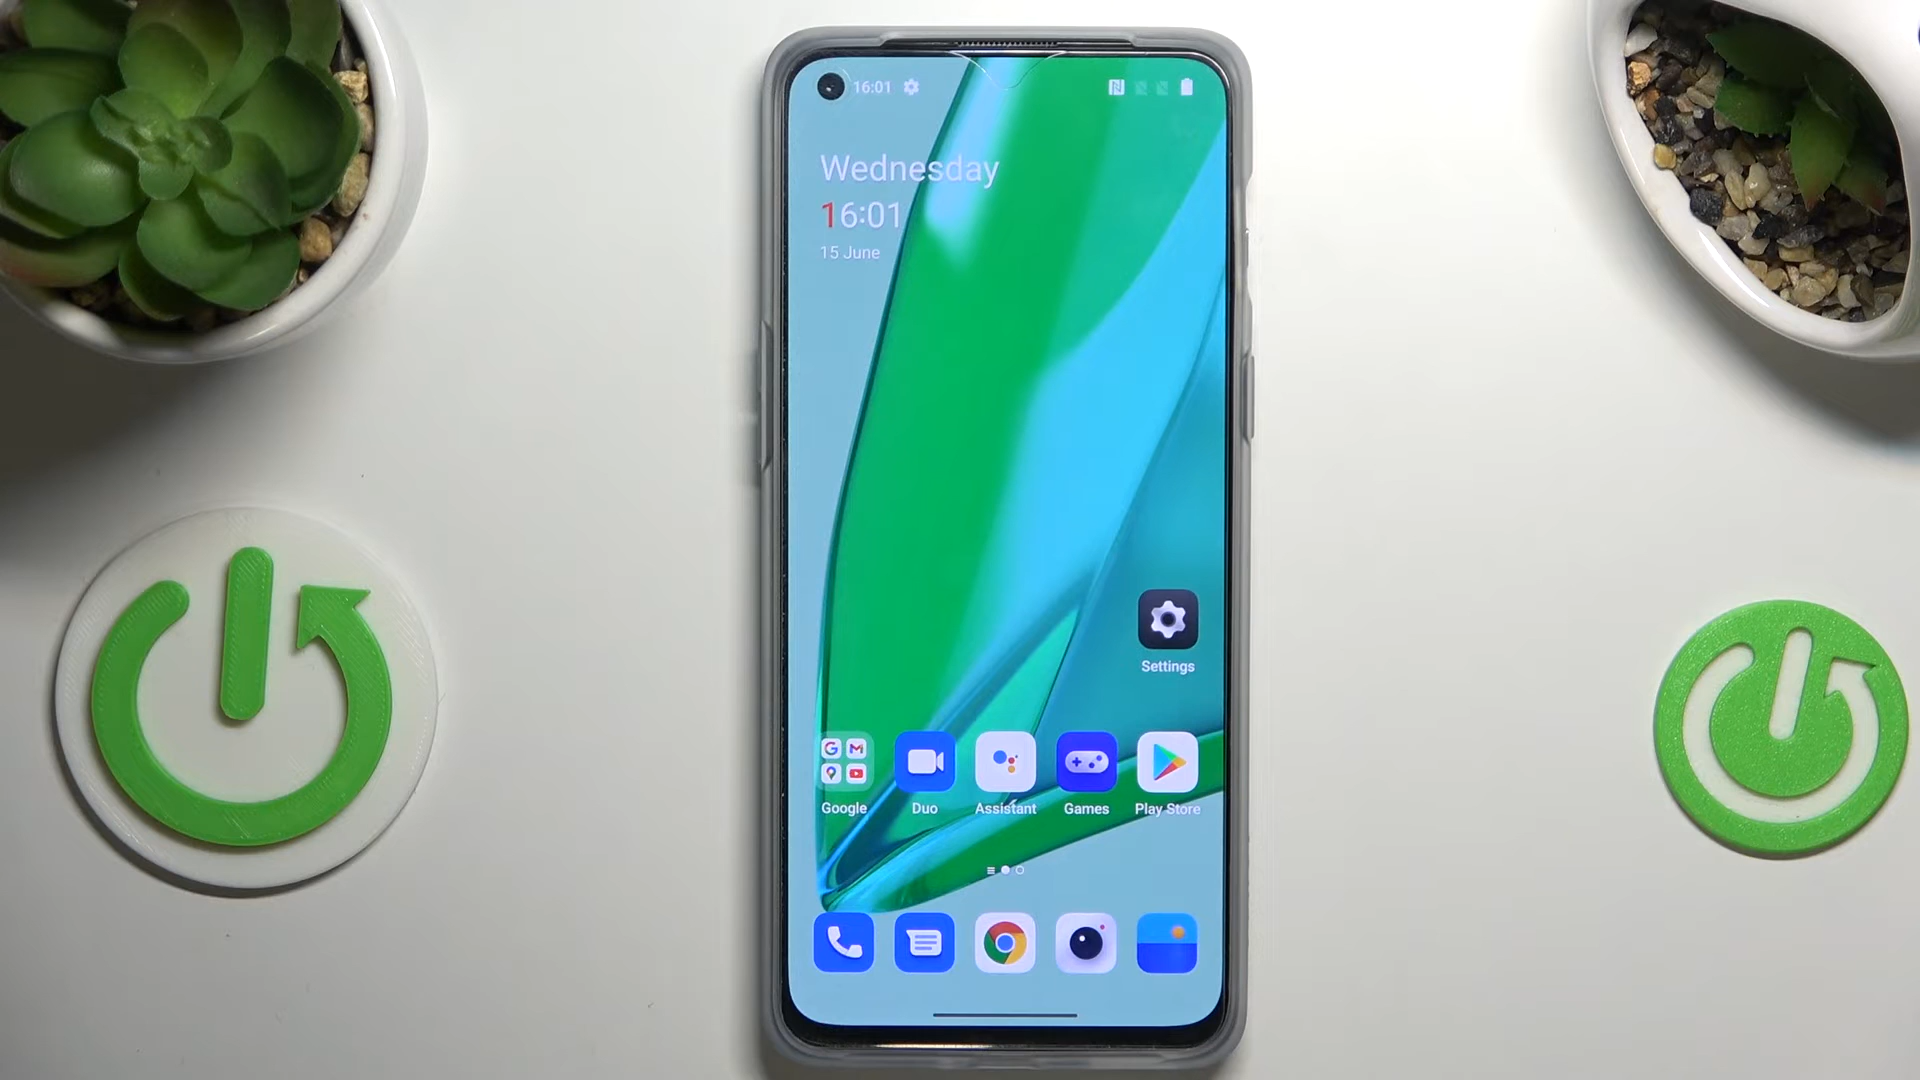 16:01
Wednesday
16:01
15 June
Settings
Google
Duo
Assistant
Games
Play Store